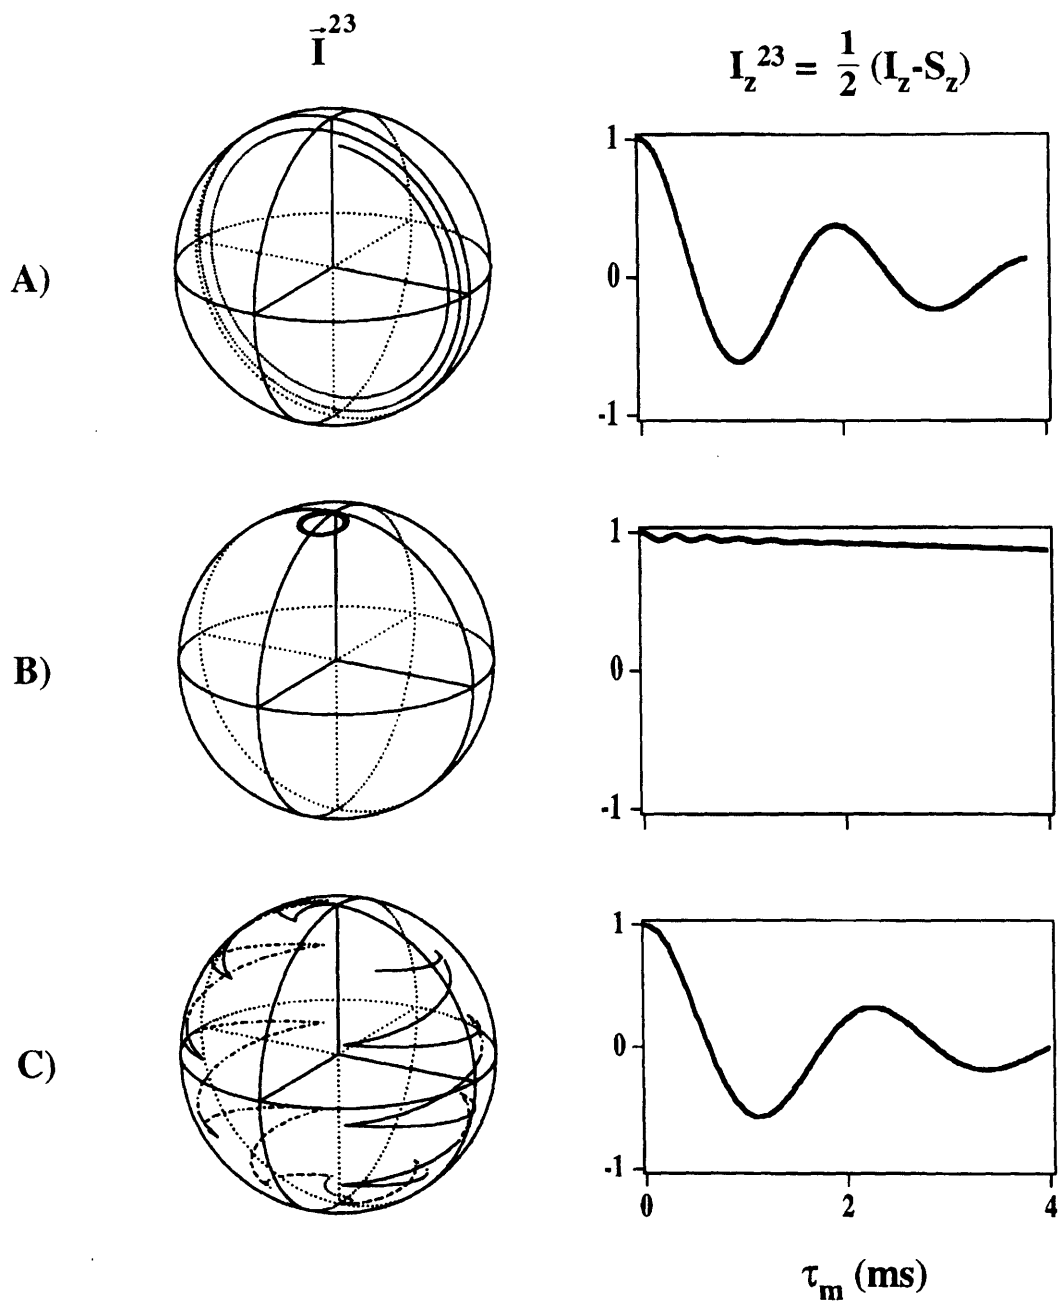 I⃗²³
I_z²³ = 1/2 (I_z-S_z)
A)
1
0
-1
B)
1
0
-1
C)
1
0
-1
0 2 4
τ_m (ms)